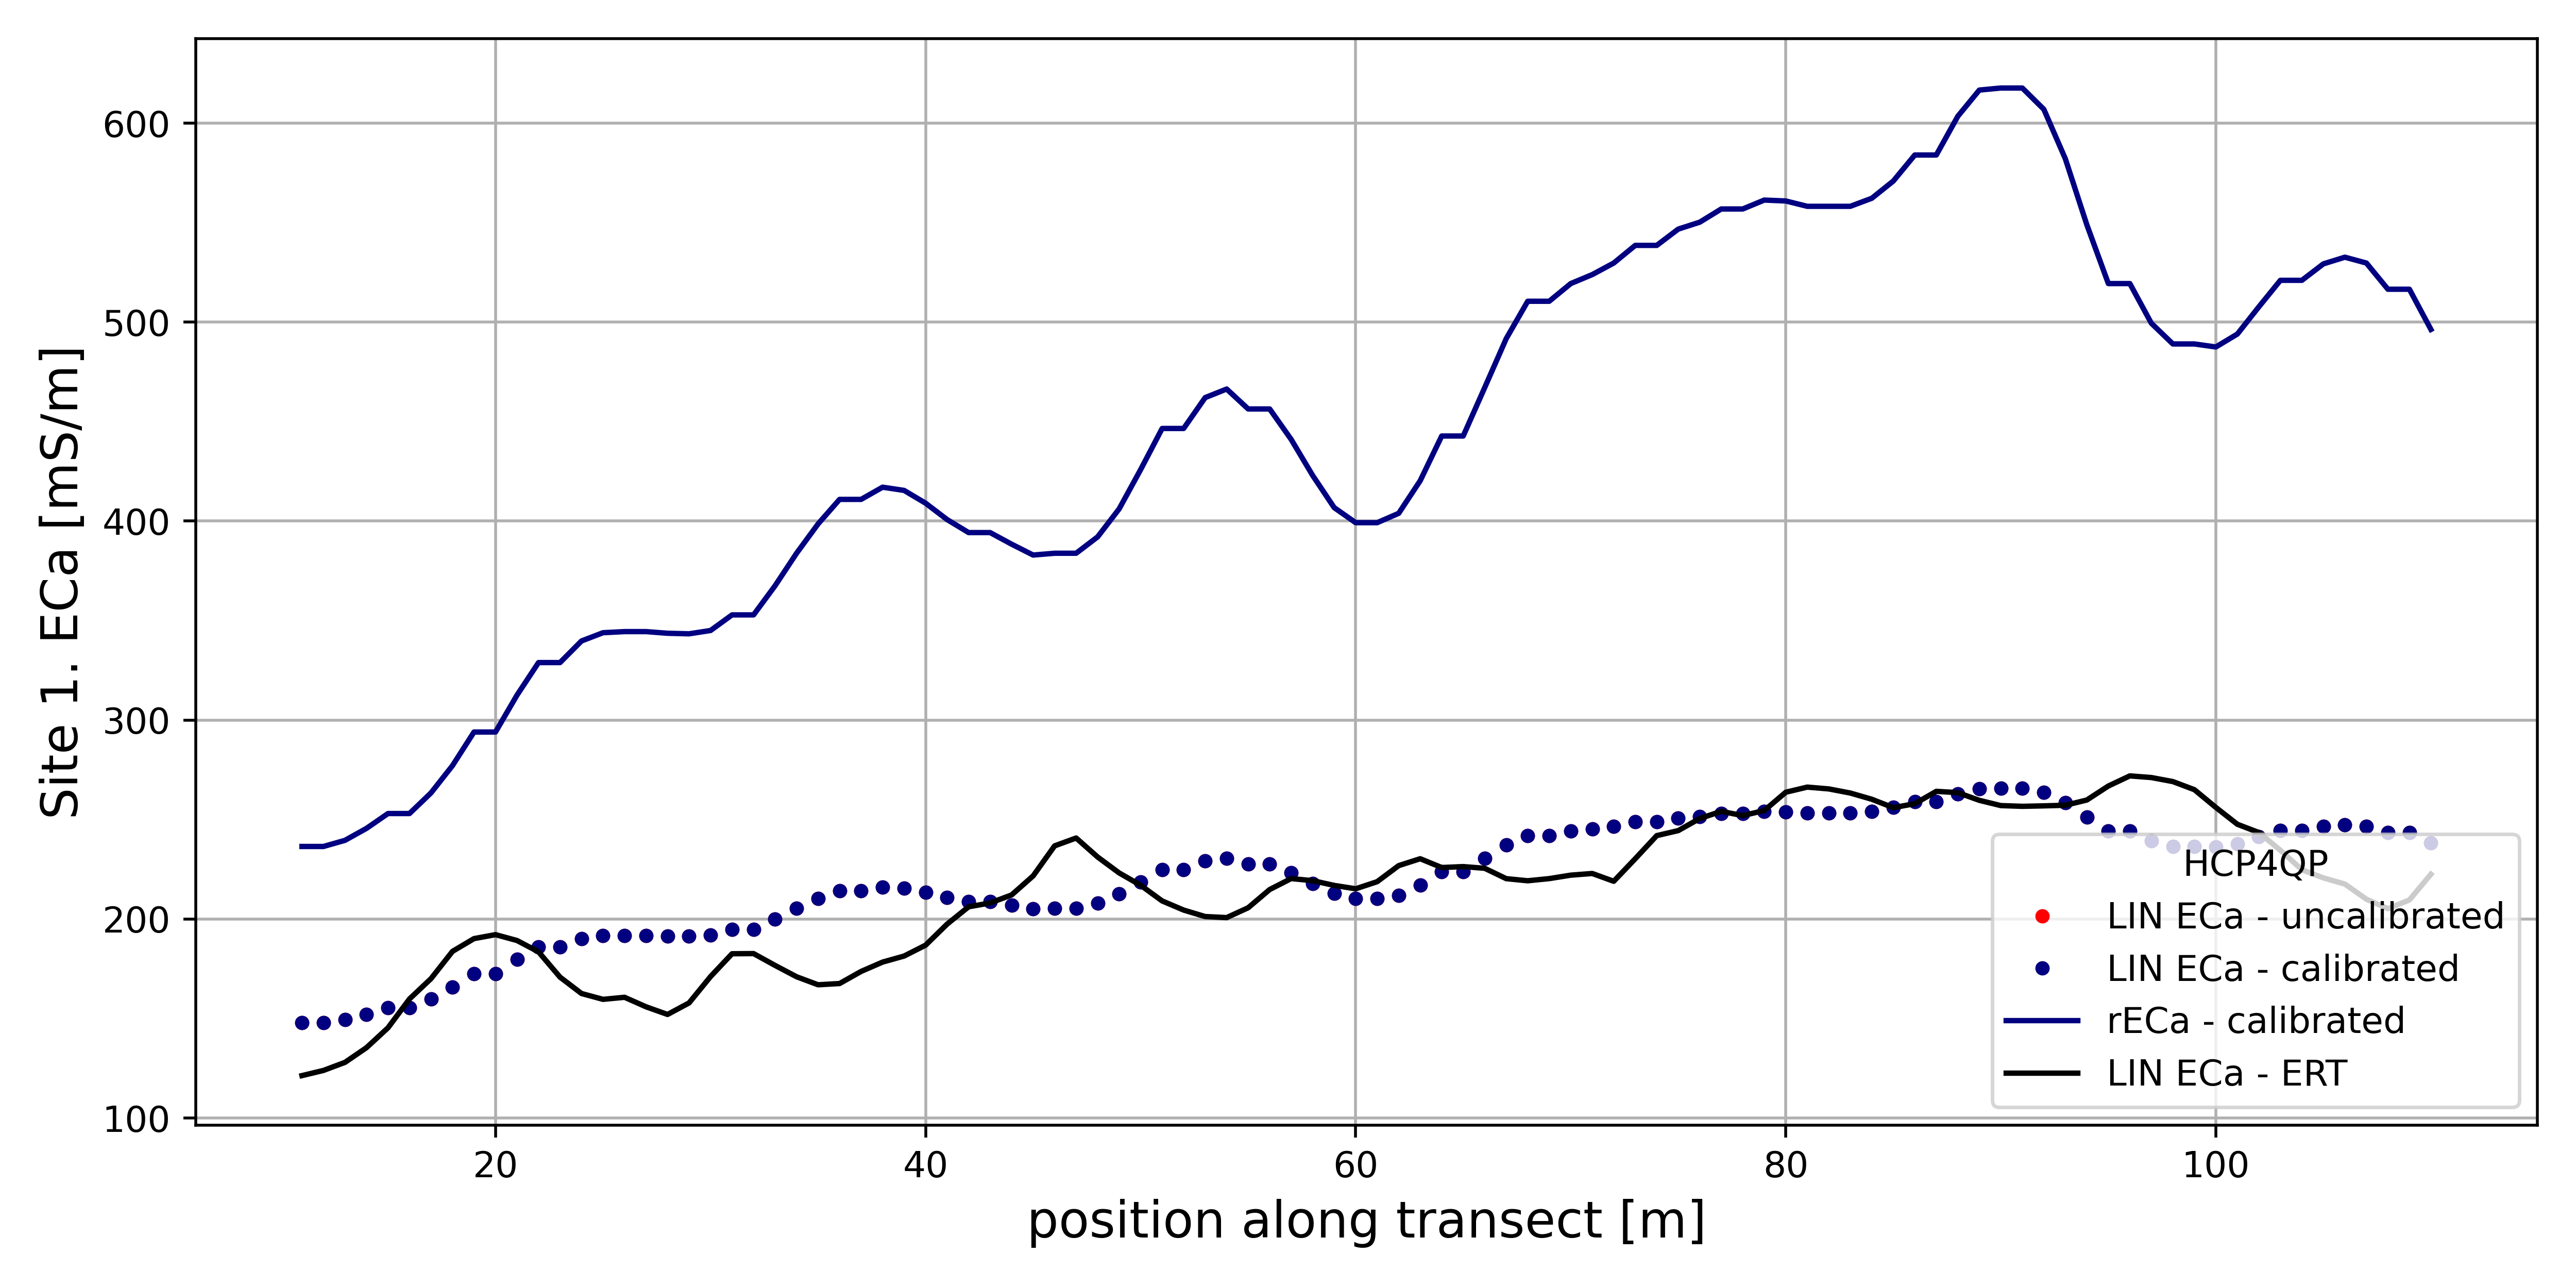 Site 1. ECa [mS/m]
600
500
400
300
200
100
20
40
60
80
100
position along transect [m]
HCP4QP
LIN ECa - uncalibrated
LIN ECa - calibrated
rECa - calibrated
LIN ECa - ERT